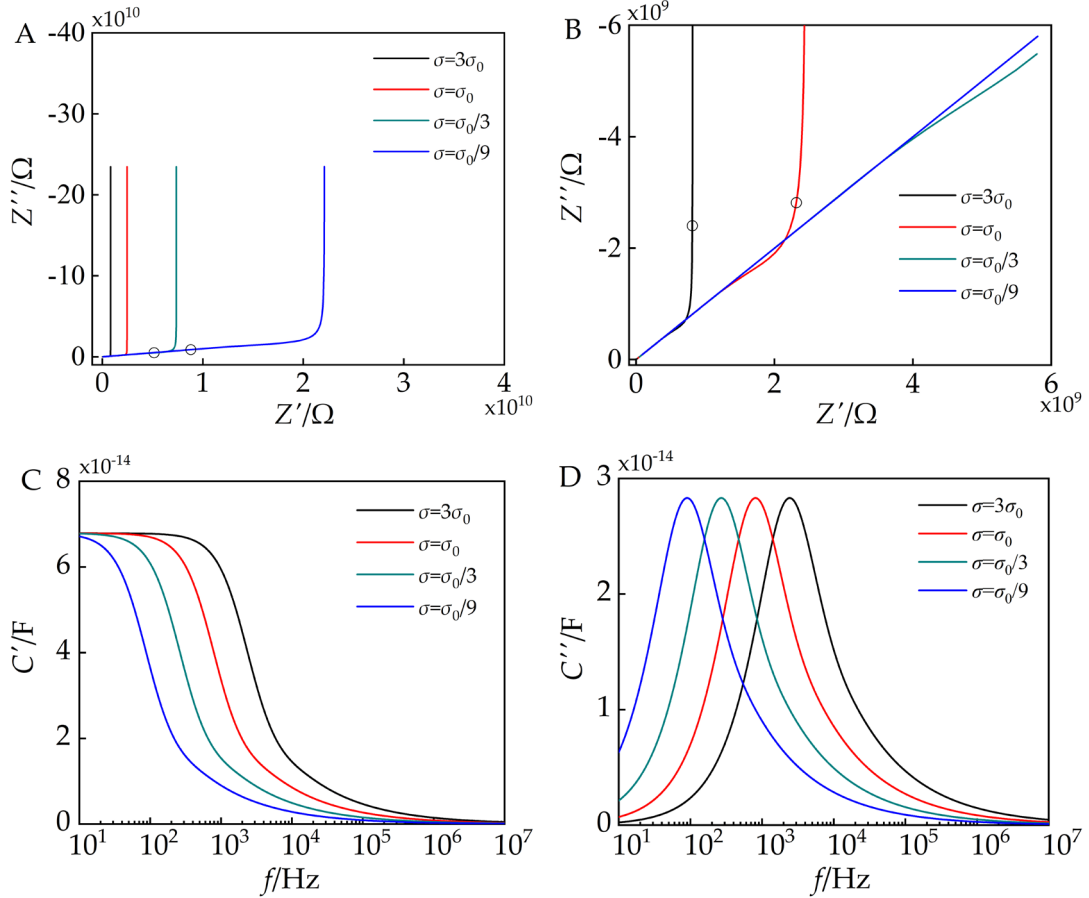 A
x10^10
-40
-30
-20
-10
0
Z''/Ω
σ=3σ₀
σ=σ₀
σ=σ₀/3
σ=σ₀/9
0 1 2 3 4
x10^10
Z'/Ω
B
x10^9
-6
-4
-2
0
Z''/Ω
σ=3σ₀
σ=σ₀
σ=σ₀/3
σ=σ₀/9
0 2 4 6
x10^9
Z'/Ω
C
x10^-14
8
6
4
2
0
C'/F
σ=3σ₀
σ=σ₀
σ=σ₀/3
σ=σ₀/9
10^1 10^2 10^3 10^4 10^5 10^6 10^7
f/Hz
D
x10^-14
3
2
1
0
C''/F
σ=3σ₀
σ=σ₀
σ=σ₀/3
σ=σ₀/9
10^1 10^2 10^3 10^4 10^5 10^6 10^7
f/Hz